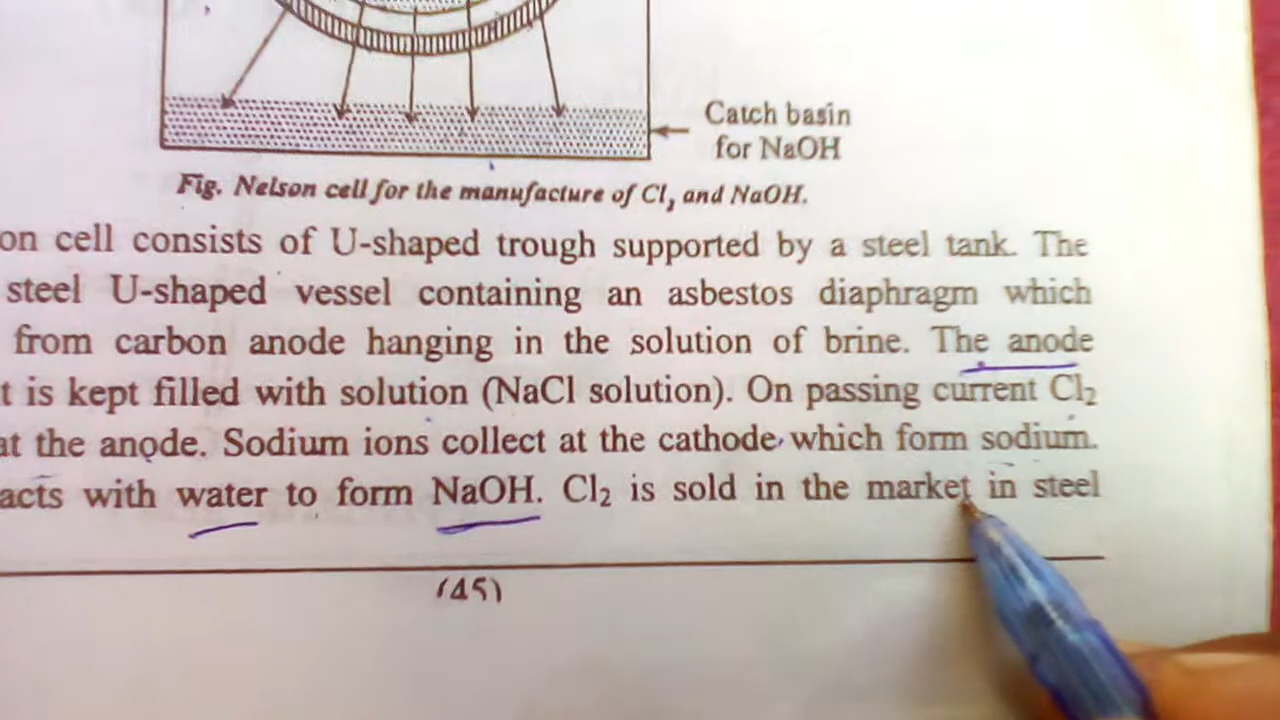 Catch basin
for NaOH
Fig. Nelson cell for the manufacture of Cl₂ and NaOH.
on cell consists of U-shaped trough supported by a steel tank. The
steel U-shaped vessel containing an asbestos diaphragm which
from carbon anode hanging in the solution of brine. The anode
t is kept filled with solution (NaCl solution). On passing current Cl₂
at the anode. Sodium ions collect at the cathode which form sodium.
acts with water to form NaOH. Cl₂ is sold in the market in steel
(45)